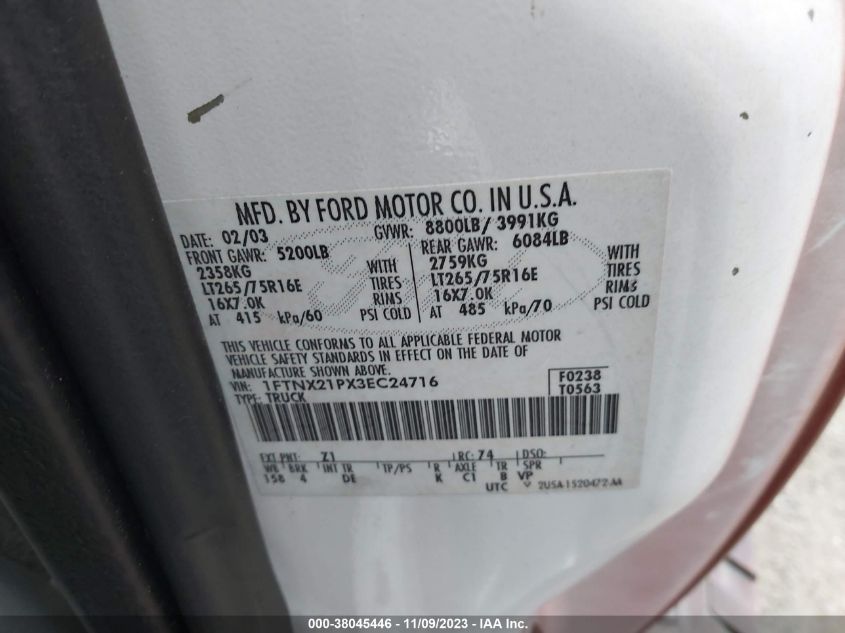 MFD. BY FORD MOTOR CO. IN U.S.A.
DATE: 02/03 GVWR: 8800LB/ 3991KG
FRONT GAWR: 5200LB REAR GAWR: 6084LB
2358KG WITH 2759KG WITH
LT265/75R16E TIRES LT265/75R16E TIRES
16X7.0K RIMS 16X7.0K RIMS
AT 415 kPa/60 PSI COLD AT 485 kPa/70 PSI COLD
THIS VEHICLE CONFORMS TO ALL APPLICABLE FEDERAL MOTOR
VEHICLE SAFETY STANDARDS IN EFFECT ON THE DATE OF
MANUFACTURE SHOWN ABOVE.
VIN: 1FTNX21PX3EC24716 F0238
TYPE: TRUCK T0563
EXT PNT: Z1 RC: 74 DSO:
WB BRK INT TR TP/PS R AXLE TR SPR
158 4 DE K C1 B VP
UTC 2USA-1520472-AA
000-38045446 - 11/09/2023 - IAA Inc.